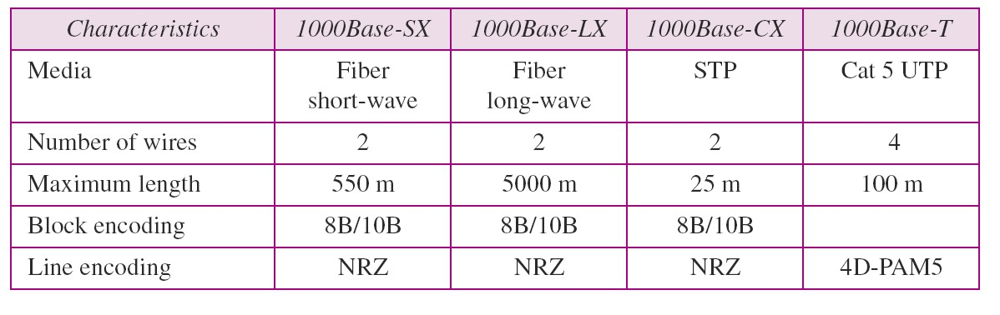 Characteristics 1000Base-SX 1000Base-LX 1000Base-CX 1000Base-T
Media Fiber Fiber STP Cat 5 UTP
short-wave long-wave
Number of wires 2 2 2 4
Maximum length 550 m 5000 m 25 m 100 m
Block encoding 8B/10B 8B/10B 8B/10B
Line encoding NRZ NRZ NRZ 4D-PAM5